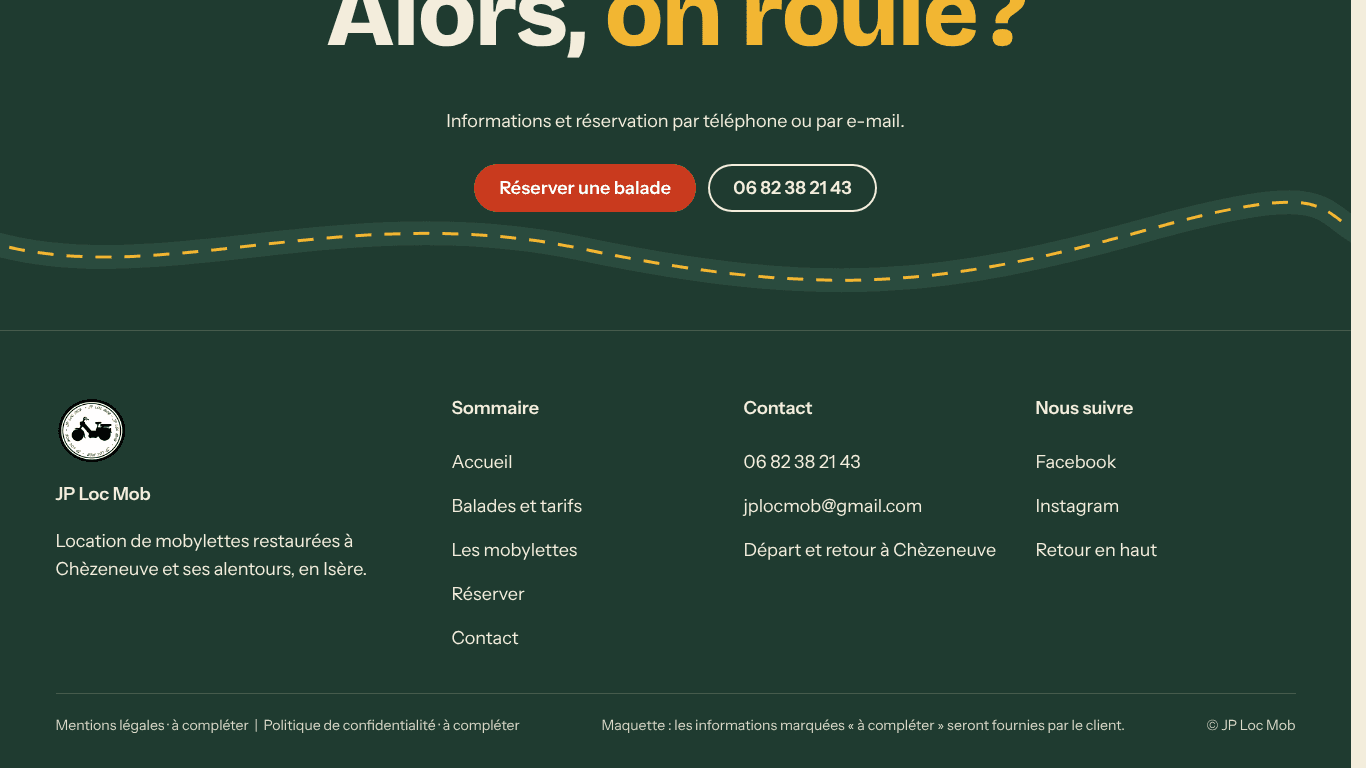 Alors, on roule ?
Informations et réservation par téléphone ou par e-mail.
Réserver une balade
06 82 38 21 43
JP Loc Mob
Location de mobylettes restaurées à
Chèzeneuve et ses alentours, en Isère.
Sommaire
Accueil
Balades et tarifs
Les mobylettes
Réserver
Contact
Contact
06 82 38 21 43
jplocmob@gmail.com
Départ et retour à Chèzeneuve
Nous suivre
Facebook
Instagram
Retour en haut
Mentions légales · à compléter | Politique de confidentialité · à compléter
Maquette : les informations marquées « à compléter » seront fournies par le client.
© JP Loc Mob